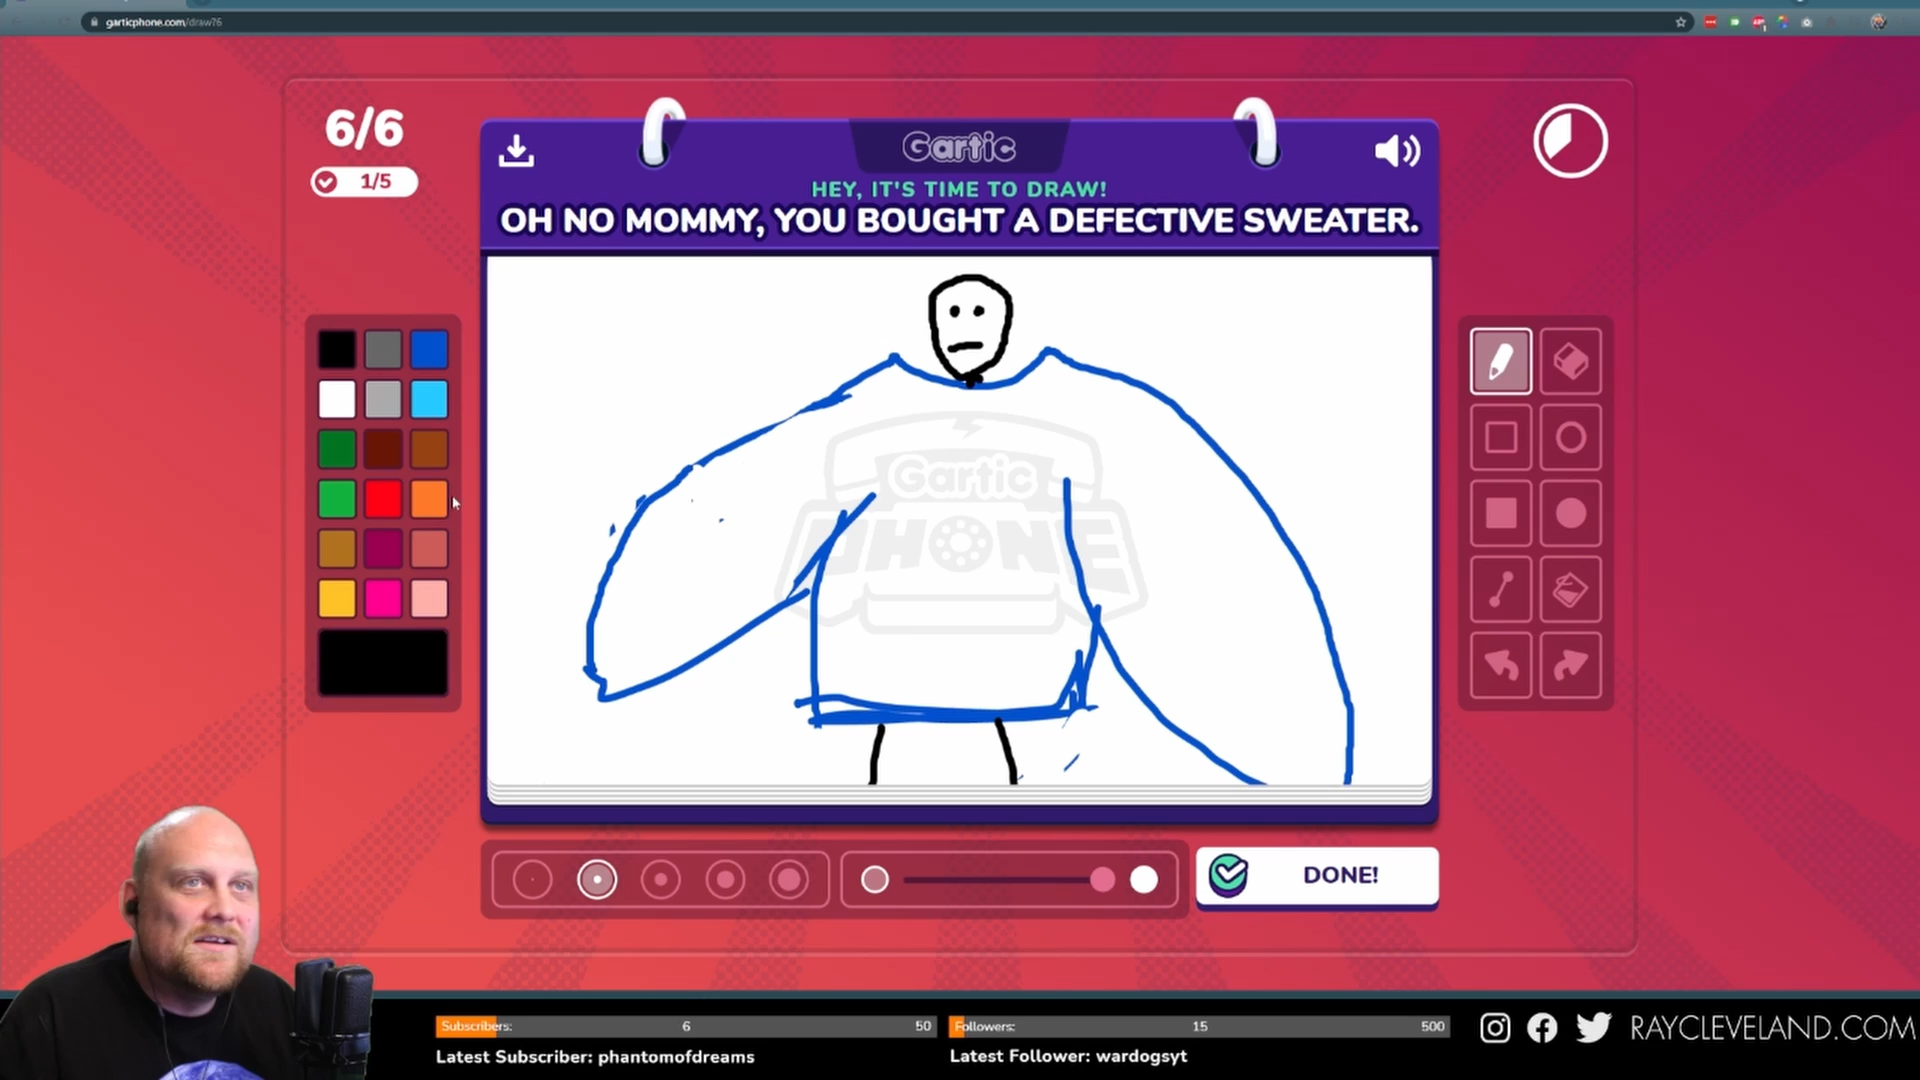 garticphone.com/draw76
6/6
1/5
Gartic
HEY, IT'S TIME TO DRAW!
OH NO MOMMY, YOU BOUGHT A DEFECTIVE SWEATER.
Gartic
PHONE
DONE!
Subscribers: 6 50
Followers: 15 500
Latest Subscriber: phantomofdreams
Latest Follower: wardogsyt
RAYCLEVELAND.COM